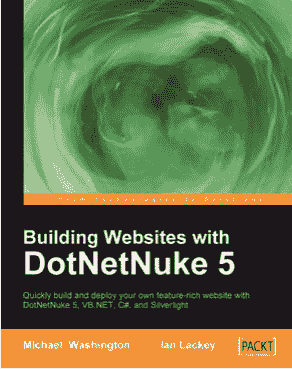 Building Websites with
DotNetNuke 5
Quickly build and deploy your own feature-rich website with
DotNetNuke 5, VB.NET, C#, and Silverlight
Michael Washington Ian Lackey
PACKT